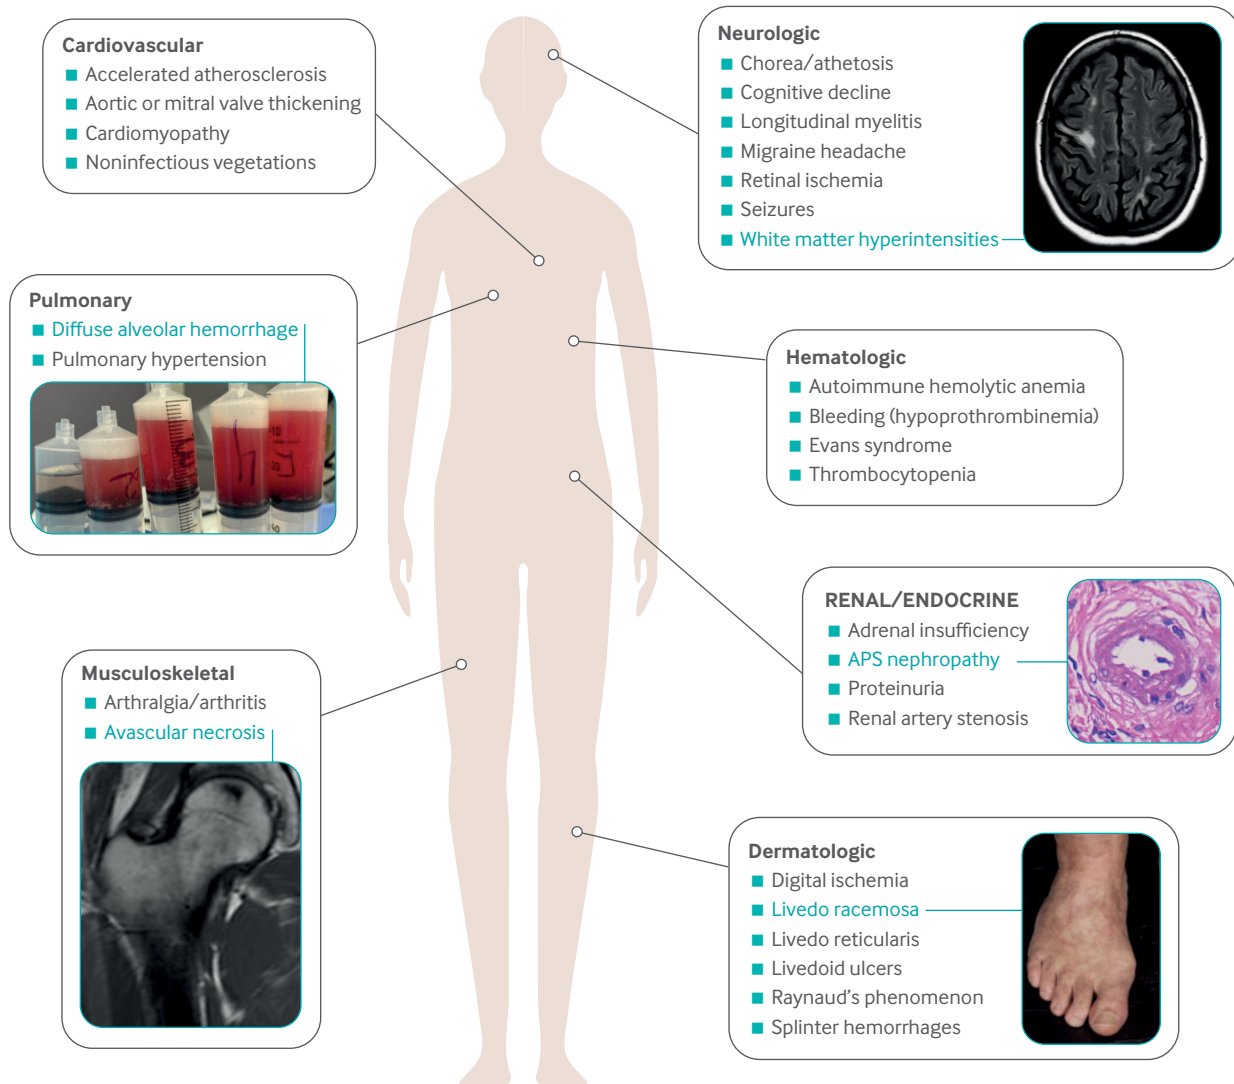 Cardiovascular
Accelerated atherosclerosis
Aortic or mitral valve thickening
Cardiomyopathy
Noninfectious vegetations
Neurologic
Chorea/athetosis
Cognitive decline
Longitudinal myelitis
Migraine headache
Retinal ischemia
Seizures
White matter hyperintensities
Pulmonary
Diffuse alveolar hemorrhage
Pulmonary hypertension
Hematologic
Autoimmune hemolytic anemia
Bleeding (hypoprothrombinemia)
Evans syndrome
Thrombocytopenia
RENAL/ENDOCRINE
Adrenal insufficiency
APS nephropathy
Proteinuria
Renal artery stenosis
Musculoskeletal
Arthralgia/arthritis
Avascular necrosis
Dermatologic
Digital ischemia
Livedo racemosa
Livedo reticularis
Livedoid ulcers
Raynaud's phenomenon
Splinter hemorrhages